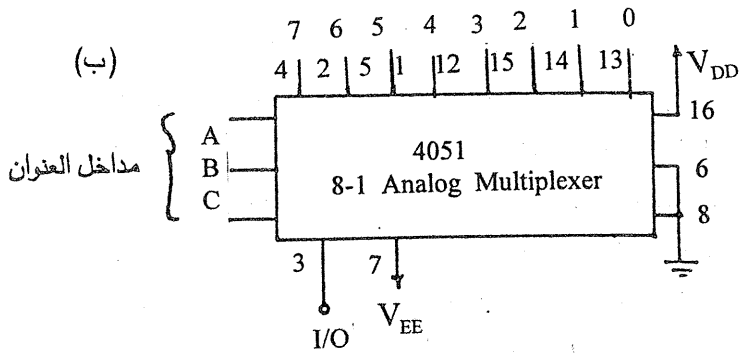 7 6 5 4 3 2 1 0
(ب)
4 2 5 1 12 15 14 13
V_DD
16
A
4051
مداخل العنوان
B
8-1 Analog Multiplexer
6
C
8
3
7
V_EE
I/O